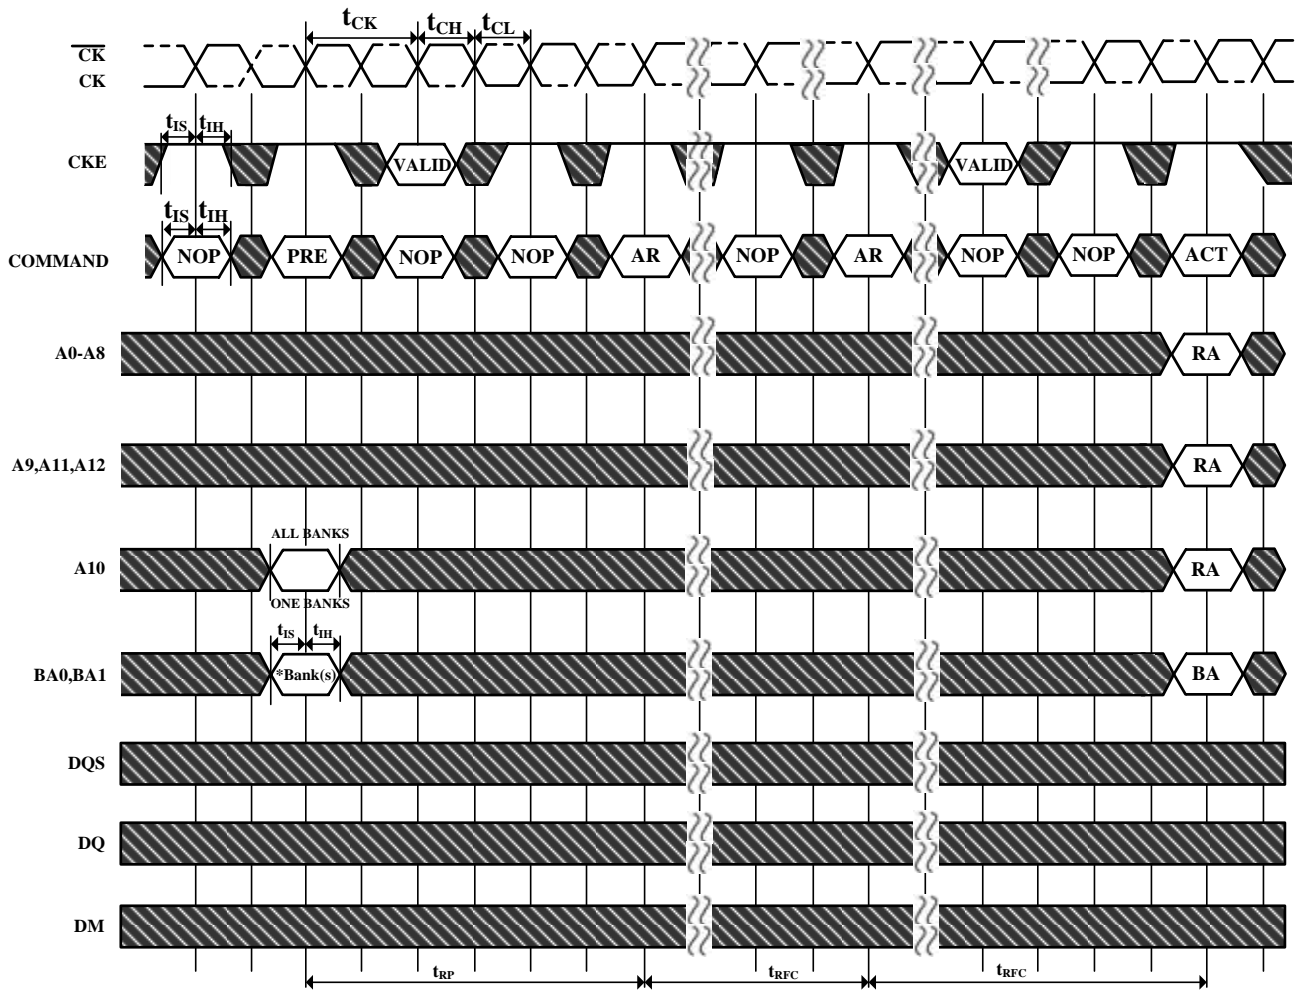 tCK tCH tCL
CK
CK
tIS tIH
CKE VALID VALID
tIS tIH
COMMAND NOP PRE NOP NOP AR NOP AR NOP NOP ACT
A0-A8 RA
A9,A11,A12 RA
ALL BANKS
A10 RA
ONE BANKS
tIS tIH
BA0,BA1 *Bank(s) BA
DQS
DQ
DM
tRP tRFC tRFC